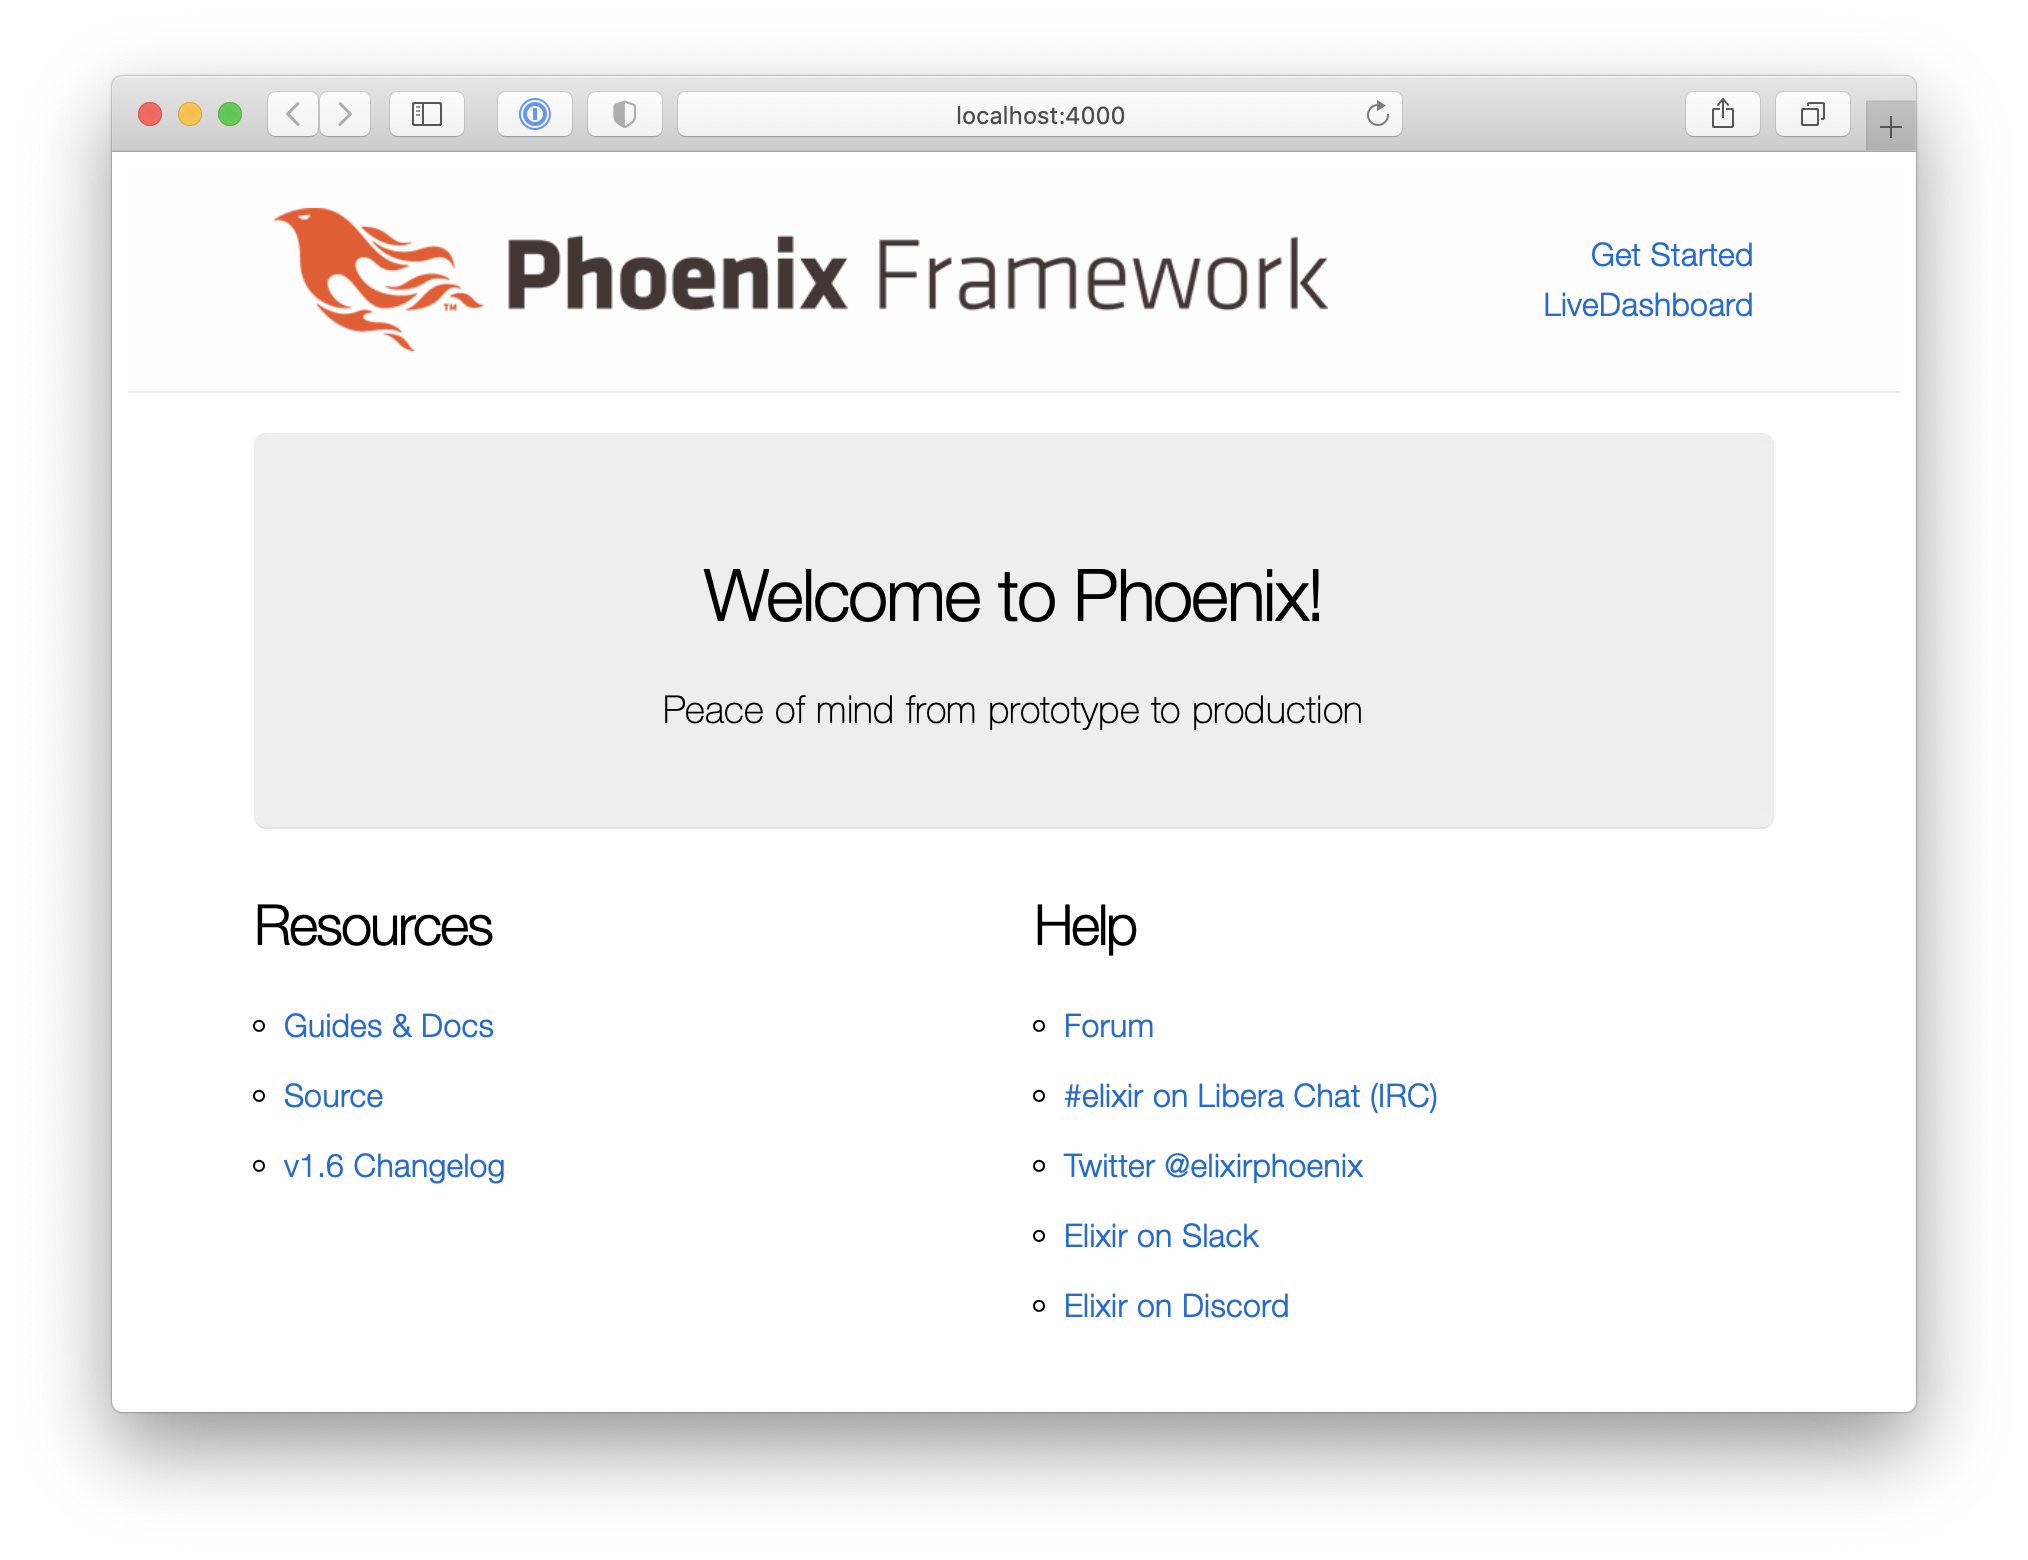 localhost:4000
Phoenix Framework
TM
Get Started
LiveDashboard
Welcome to Phoenix!
Peace of mind from prototype to production
Resources
Guides & Docs
Source
v1.6 Changelog
Help
Forum
#elixir on Libera Chat (IRC)
Twitter @elixirphoenix
Elixir on Slack
Elixir on Discord